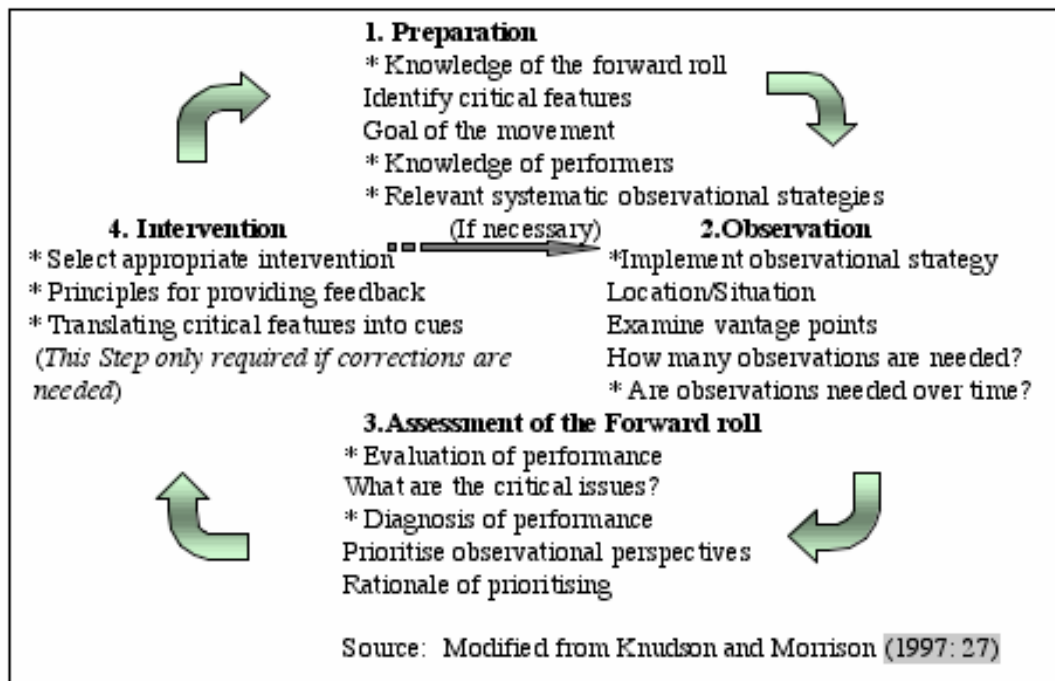 1. Preparation
* Knowledge of the forward roll
Identify critical features
Goal of the movement
* Knowledge of performers
* Relevant systematic observational strategies
(If necessary)
4. Intervention
* Select appropriate intervention
* Principles for providing feedback
* Translating critical features into cues
(This Step only required if corrections are
needed)
2.Observation
*Implement observational strategy
Location/Situation
Examine vantage points
How many observations are needed?
* Are observations needed over time?
3.Assessment of the Forward roll
* Evaluation of performance
What are the critical issues?
* Diagnosis of performance
Prioritise observational perspectives
Rationale of prioritising
Source: Modified from Knudson and Morrison (1997: 27)